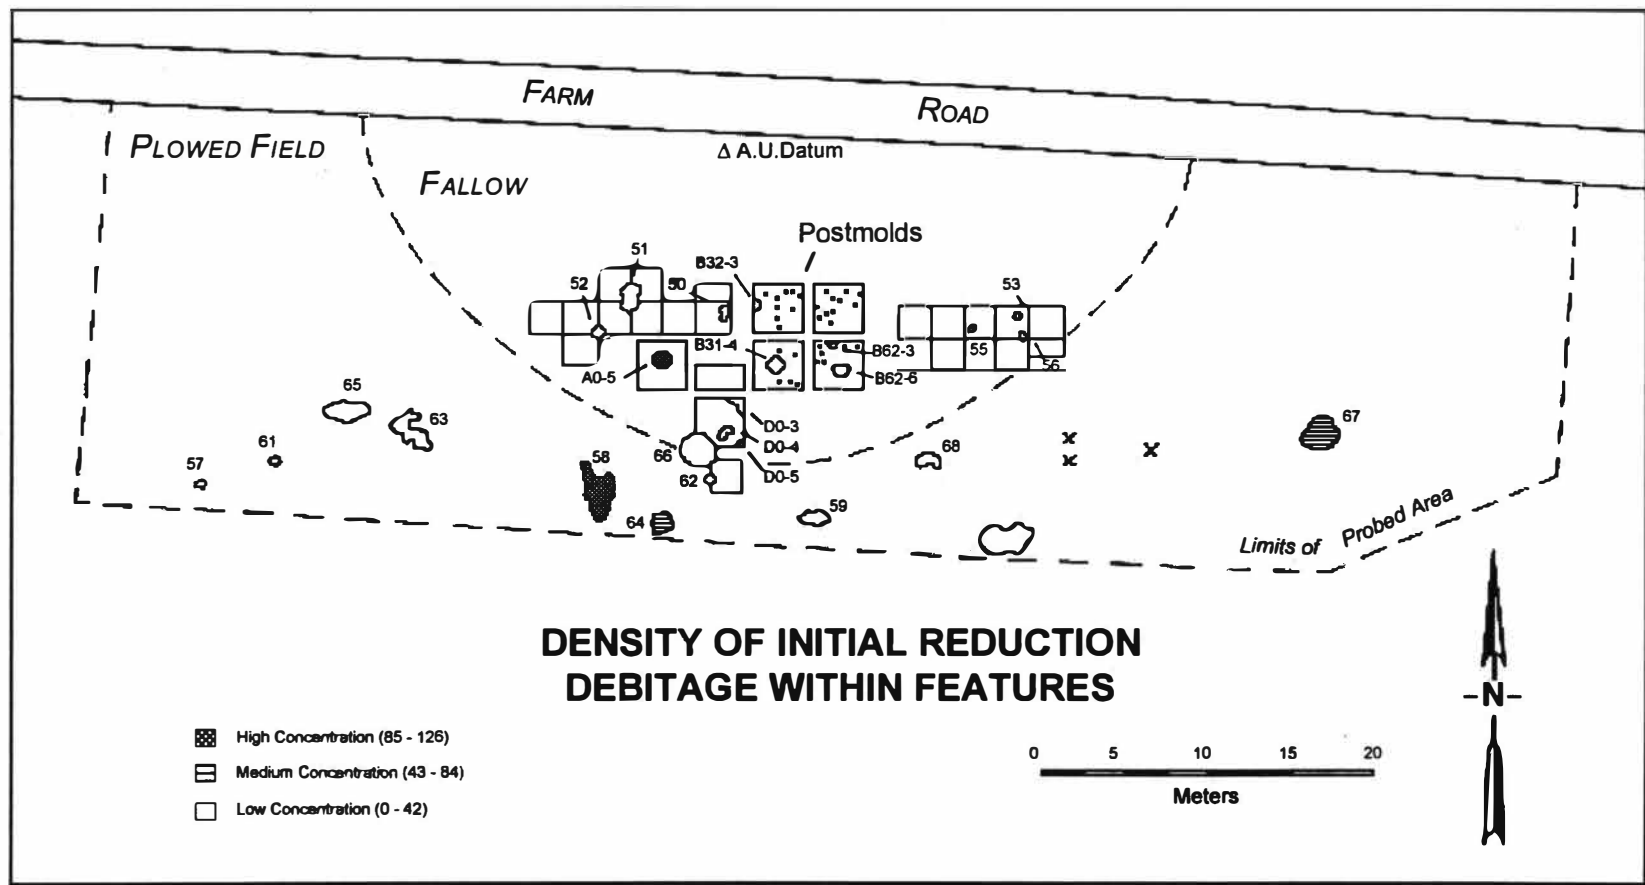 FARM
ROAD
PLOWED FIELD
Δ A.U.Datum
FALLOW
Postmolds
51
B32-3
52
50
53
B31-4
B62-3
55
56
A0-5
B62-6
65
63
67
D0-3
D0-4
61
66
68
57
58
62
D0-5
64
59
Limits of Probed Area
DENSITY OF INITIAL REDUCTION
DEBITAGE WITHIN FEATURES
N
High Concentration (85 - 126)
Medium Concentration (43 - 84)
Low Concentration (0 - 42)
0 5 10 15 20
Meters